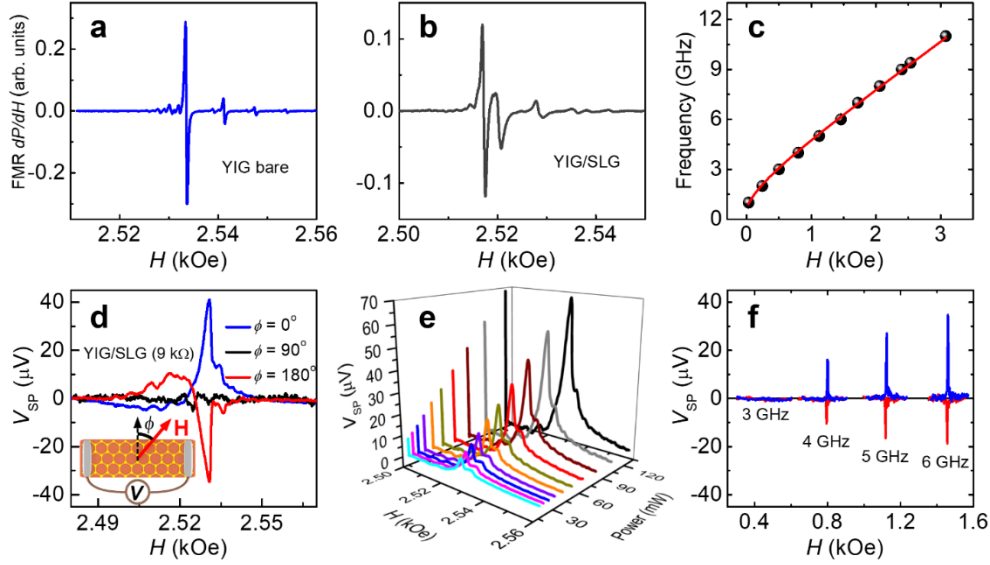 a
FMR dP/dH (arb. units)
0.2
0.0
-0.2
YIG bare
2.52 2.54 2.56
H (kOe)
b
0.1
0.0
-0.1
YIG/SLG
2.50 2.52 2.54
H (kOe)
c
Frequency (GHz)
12
9
6
3
0
0 1 2 3
H (kOe)
d
V_SP (μV)
40
20
0
-20
-40
ϕ = 0°
YIG/SLG (9 kΩ)
ϕ = 90°
ϕ = 180°
ϕ
H
V
2.49 2.53 2.55
H (kOe)
e
V_SP (μV)
70
60
50
40
30
20
10
0
2.50
2.52
2.54
2.56
H (kOe)
30
60
90
120
Power (mW)
f
V_SP (μV)
40
20
0
-20
-40
3 GHz
4 GHz
5 GHz
6 GHz
0.4 0.8 1.2 1.6
H (kOe)